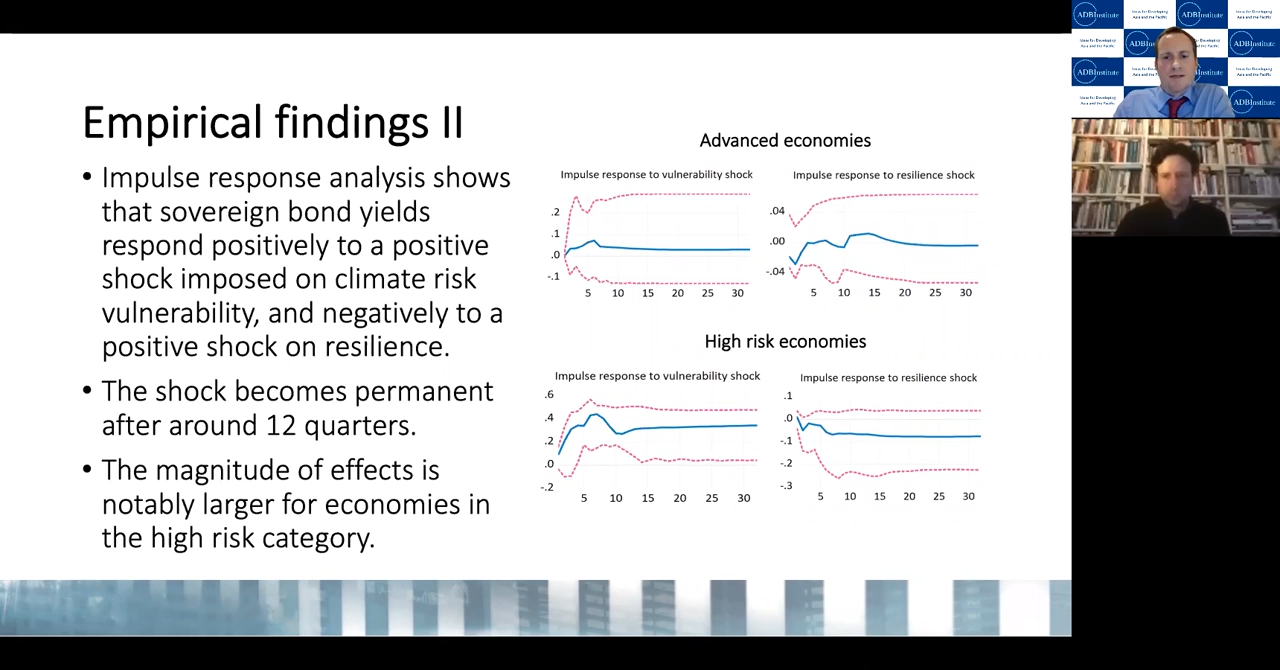 Empirical findings II
• Impulse response analysis shows
that sovereign bond yields
respond positively to a positive
shock imposed on climate risk
vulnerability, and negatively to a
positive shock on resilience.
• The shock becomes permanent
after around 12 quarters.
• The magnitude of effects is
notably larger for economies in
the high risk category.
Advanced economies
Impulse response to vulnerability shock
.2
.1
.0
-.1
5 10 15 20 25 30
Impulse response to resilience shock
.04
.00
-.04
5 10 15 20 25 30
High risk economies
Impulse response to vulnerability shock
.6
.4
.2
.0
-.2
5 10 15 20 25 30
Impulse response to resilience shock
.1
.0
-.1
-.2
-.3
5 10 15 20 25 30
ADBInstitute
ADBInstitute
ADBInstitute
ADBInstitute
ADBInstitute